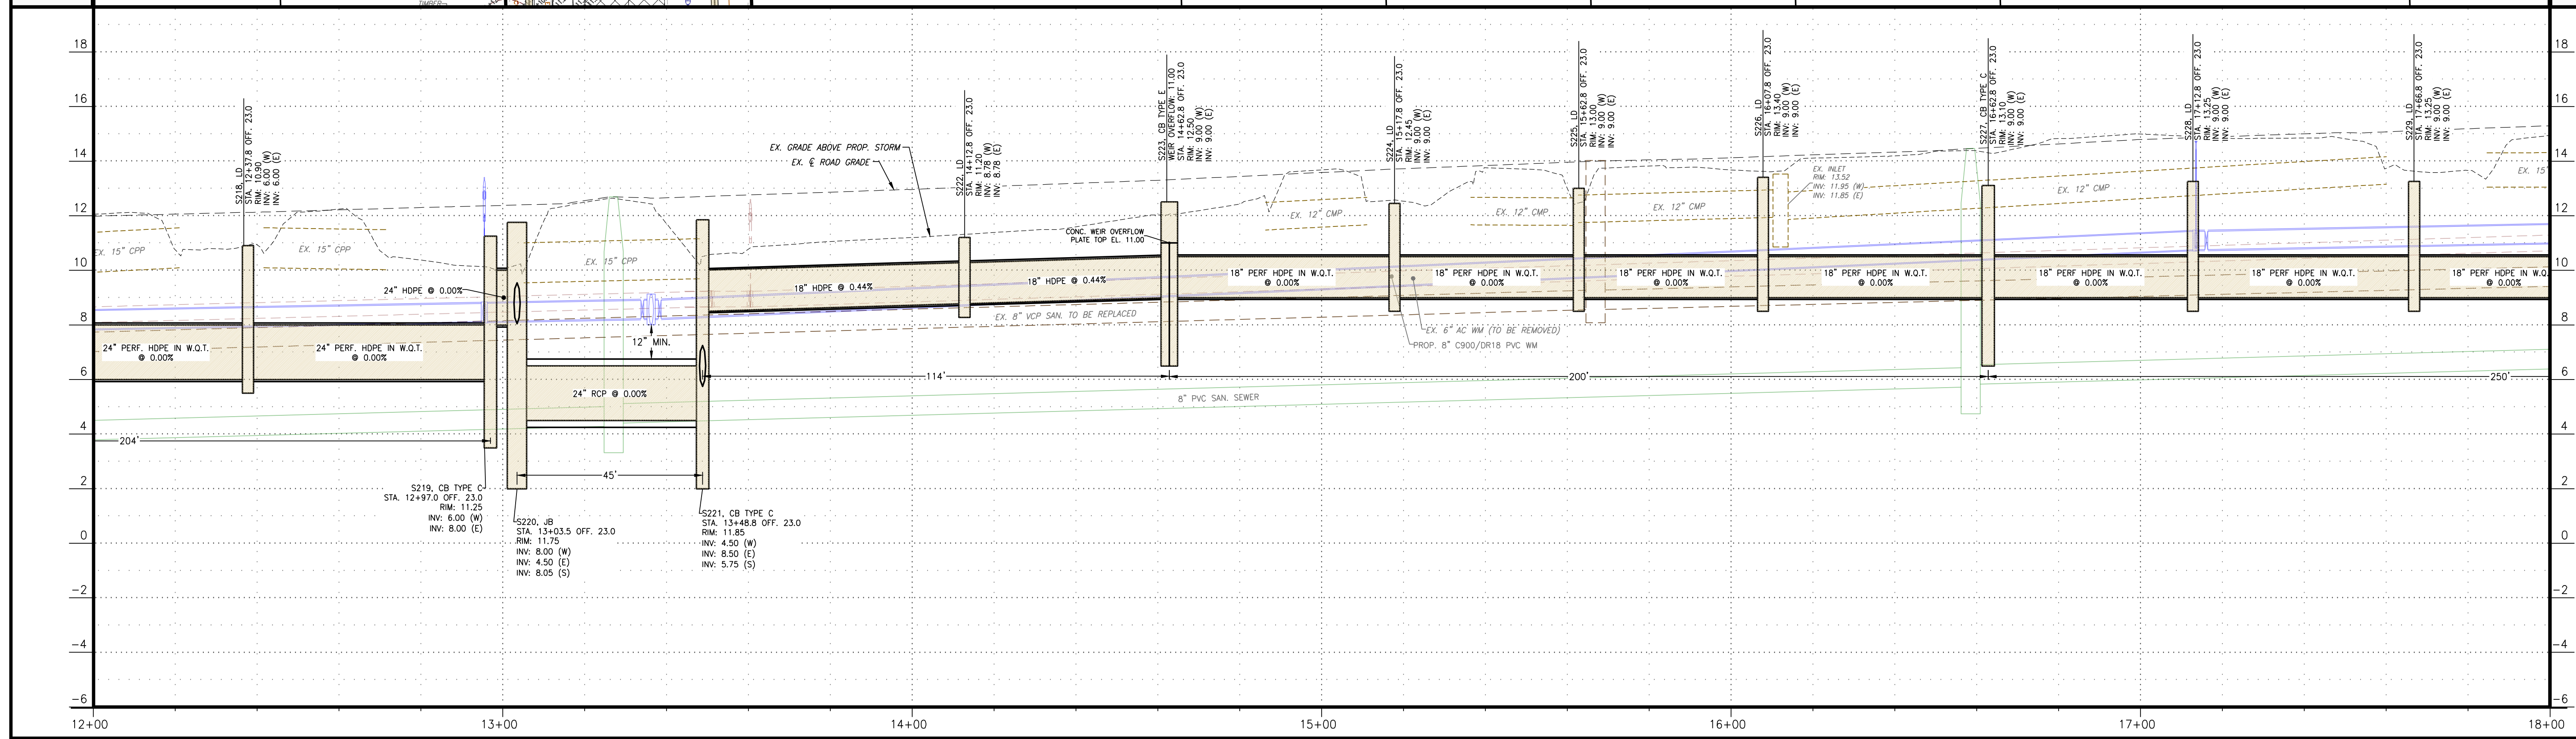 TIMBER
18
16
14
12
10
8
6
4
2
0
-2
-4
-6
18
16
14
12
10
8
6
4
2
0
-2
-4
-6
S218, LD
STA. 12+37.8 OFF. 23.0
RIM: 10.90
INV: 6.00 (W)
INV: 6.00 (E)
S222, LD
STA. 14+12.8 OFF. 23.0
RIM: 11.20
INV: 8.78 (W)
INV: 8.78 (E)
S223, CB TYPE E
WEIR OVERFLOW: 11.00
STA. 14+62.8 OFF. 23.0
RIM: 12.50
INV: 9.00 (W)
INV: 9.00 (E)
S224, LD
STA. 15+17.8 OFF. 23.0
RIM: 12.45
INV: 9.00 (W)
INV: 9.00 (E)
S225, LD
STA. 15+62.8 OFF. 23.0
RIM: 13.00
INV: 9.00 (W)
INV: 9.00 (E)
S226, LD
STA. 16+07.8 OFF. 23.0
RIM: 13.40
INV: 9.00 (W)
INV: 9.00 (E)
S227, CB TYPE C
STA. 16+62.8 OFF. 23.0
RIM: 13.10
INV: 9.00 (W)
INV: 9.00 (E)
S228, LD
STA. 17+12.8 OFF. 23.0
RIM: 13.25
INV: 9.00 (W)
INV: 9.00 (E)
S229, LD
STA. 17+66.8 OFF. 23.0
RIM: 13.25
INV: 9.00 (W)
INV: 9.00 (E)
EX. GRADE ABOVE PROP. STORM
EX. ℄ ROAD GRADE
EX. INLET
RIM: 13.52
INV: 11.95 (W)
INV: 11.85 (E)
EX. 15" CPP
EX. 15" CPP
EX. 15" CPP
EX. 12" CMP
EX. 12" CMP
EX. 12" CMP
EX. 12" CMP
EX. 15"
CONC. WEIR OVERFLOW
PLATE TOP EL. 11.00
24" HDPE @ 0.00%
18" HDPE @ 0.44%
18" HDPE @ 0.44%
18" PERF HDPE IN W.Q.T.
@ 0.00%
18" PERF HDPE IN W.Q.T.
@ 0.00%
18" PERF HDPE IN W.Q.T.
@ 0.00%
18" PERF HDPE IN W.Q.T.
@ 0.00%
18" PERF HDPE IN W.Q.T.
@ 0.00%
18" PERF HDPE IN W.Q.T.
@ 0.00%
18" PERF HDPE IN W.Q.
@ 0.00%
EX. 8" VCP SAN. TO BE REPLACED
EX. 6" AC WM (TO BE REMOVED)
PROP. 8" C900/DR18 PVC WM
24" PERF. HDPE IN W.Q.T.
@ 0.00%
24" PERF. HDPE IN W.Q.T.
@ 0.00%
12" MIN.
24" RCP @ 0.00%
8" PVC SAN. SEWER
114'
200'
250'
204'
45'
S219, CB TYPE C
STA. 12+97.0 OFF. 23.0
RIM: 11.25
INV: 6.00 (W)
INV: 8.00 (E)
S220, JB
STA. 13+03.5 OFF. 23.0
RIM: 11.75
INV: 8.00 (W)
INV: 4.50 (E)
INV: 8.05 (S)
S221, CB TYPE C
STA. 13+48.8 OFF. 23.0
RIM: 11.85
INV: 4.50 (W)
INV: 8.50 (E)
INV: 5.75 (S)
12+00
13+00
14+00
15+00
16+00
17+00
18+00